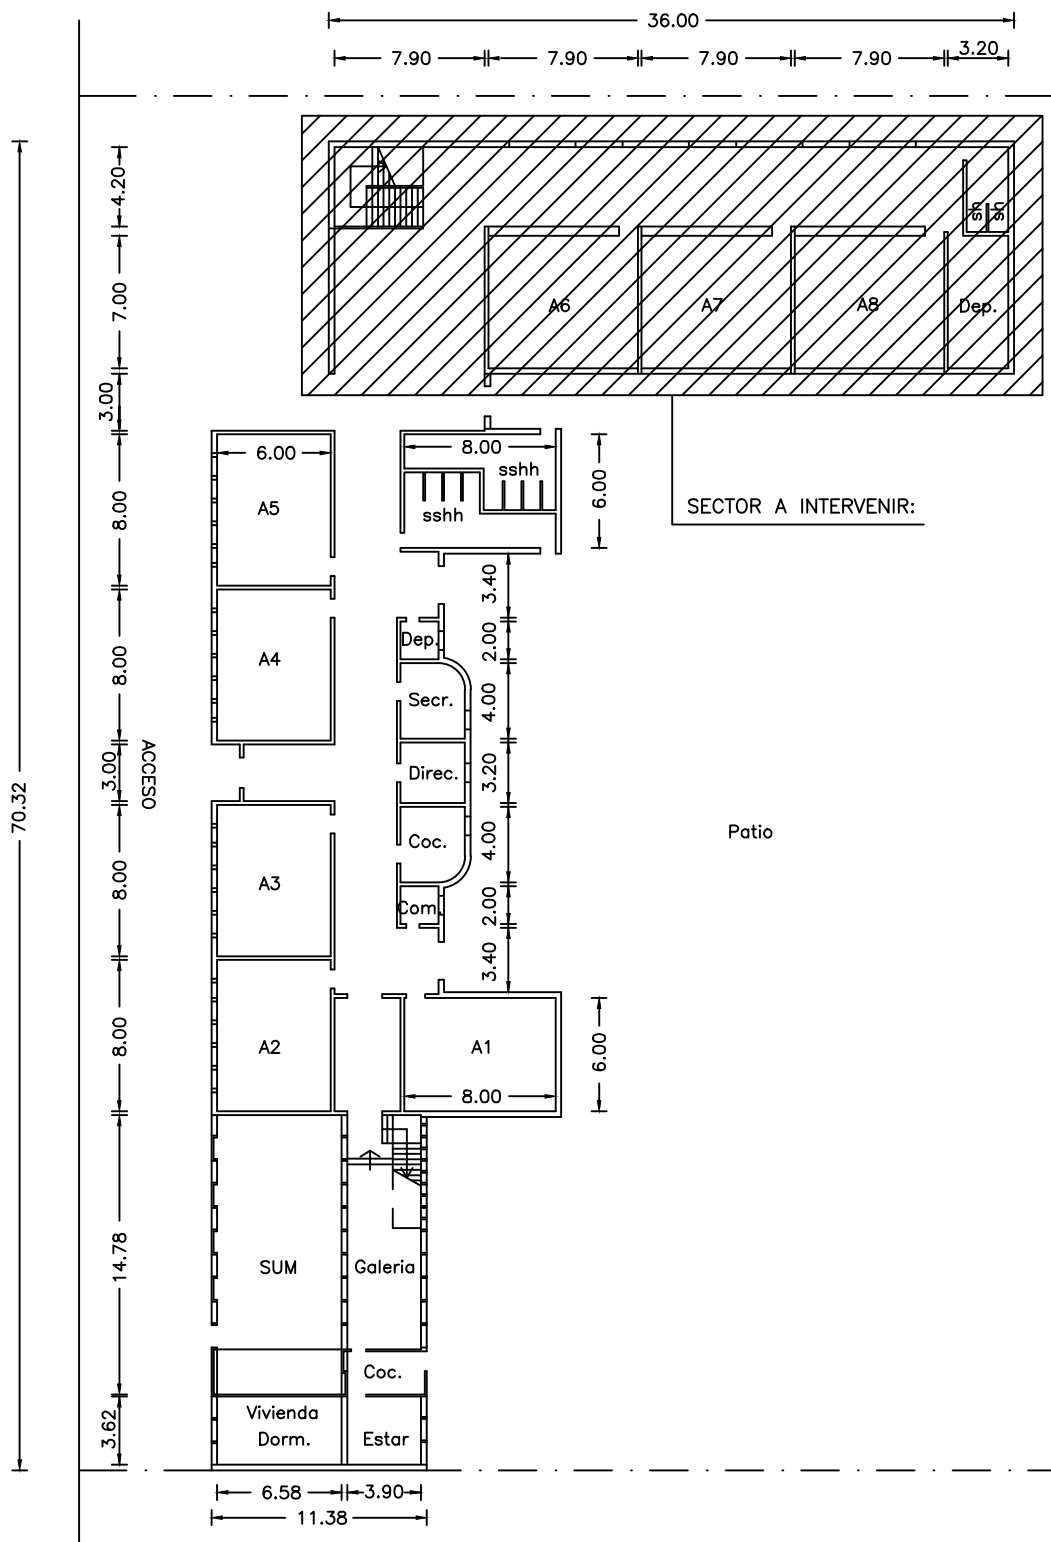 36.00
7.90
7.90
7.90
7.90
3.20
4.20
sh
sh
7.00
A6
A7
A8
Dep.
3.00
8.00
6.00
sshh
sshh
6.00
SECTOR A INTERVENIR:
A5
8.00
3.40
Dep.
2.00
A4
8.00
Secr.
4.00
ACCESO
3.00
Direc.
3.20
70.32
Patio
Coc.
4.00
A3
8.00
Com.
2.00
3.40
A2
8.00
A1
8.00
6.00
SUM
Galeria
14.78
Coc.
Vivienda
Dorm.
Estar
3.62
6.58
3.90
11.38